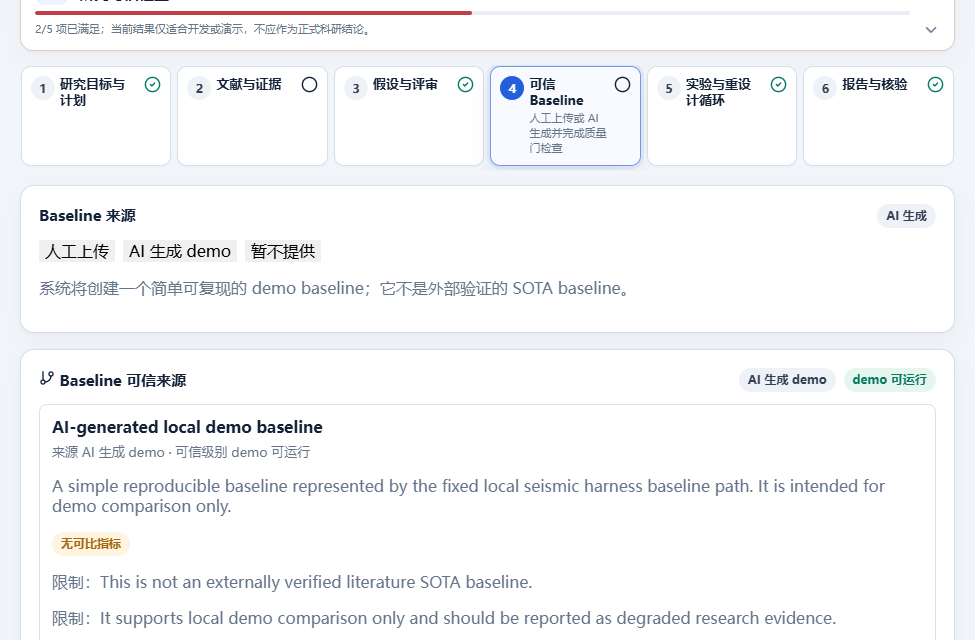 2/5 项已满足；当前结果仅适合开发或演示，不应作为正式科研结论。
1 研究目标与
计划
2 文献与证据
3 假设与评审
4 可信
Baseline
人工上传或 AI
生成并完成质量
门检查
5 实验与重设
计循环
6 报告与核验
Baseline 来源
AI 生成
人工上传 AI 生成 demo 暂不提供
系统将创建一个简单可复现的 demo baseline；它不是外部验证的 SOTA baseline。
Baseline 可信来源
AI 生成 demo demo 可运行
AI-generated local demo baseline
来源 AI 生成 demo · 可信级别 demo 可运行
A simple reproducible baseline represented by the fixed local seismic harness baseline path. It is intended for
demo comparison only.
无可比指标
限制：This is not an externally verified literature SOTA baseline.
限制：It supports local demo comparison only and should be reported as degraded research evidence.